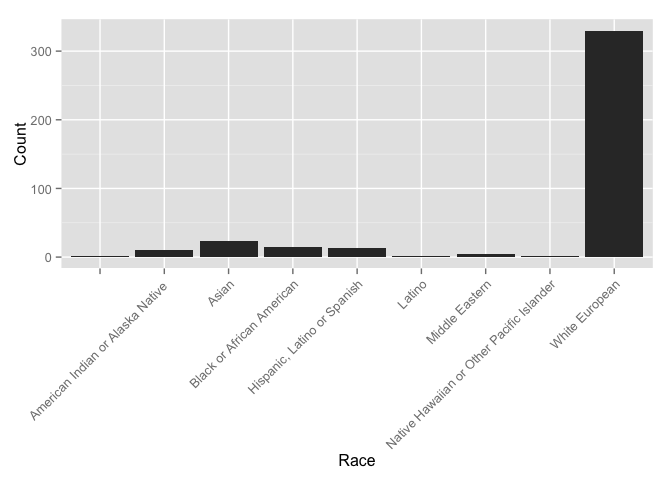 300
200
100
0
Count
American Indian or Alaska Native
Asian
Black or African American
Hispanic, Latino or Spanish
Latino
Middle Eastern
Native Hawaiian or Other Pacific Islander
White European
Race